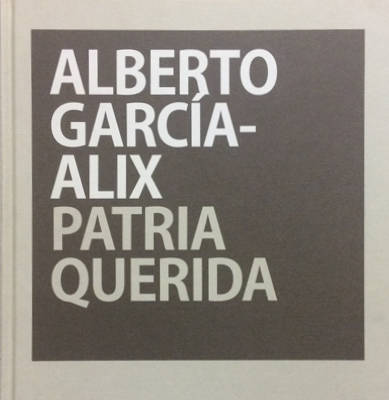 ALBERTO
GARCÍA-
ALIX
PATRIA
QUERIDA